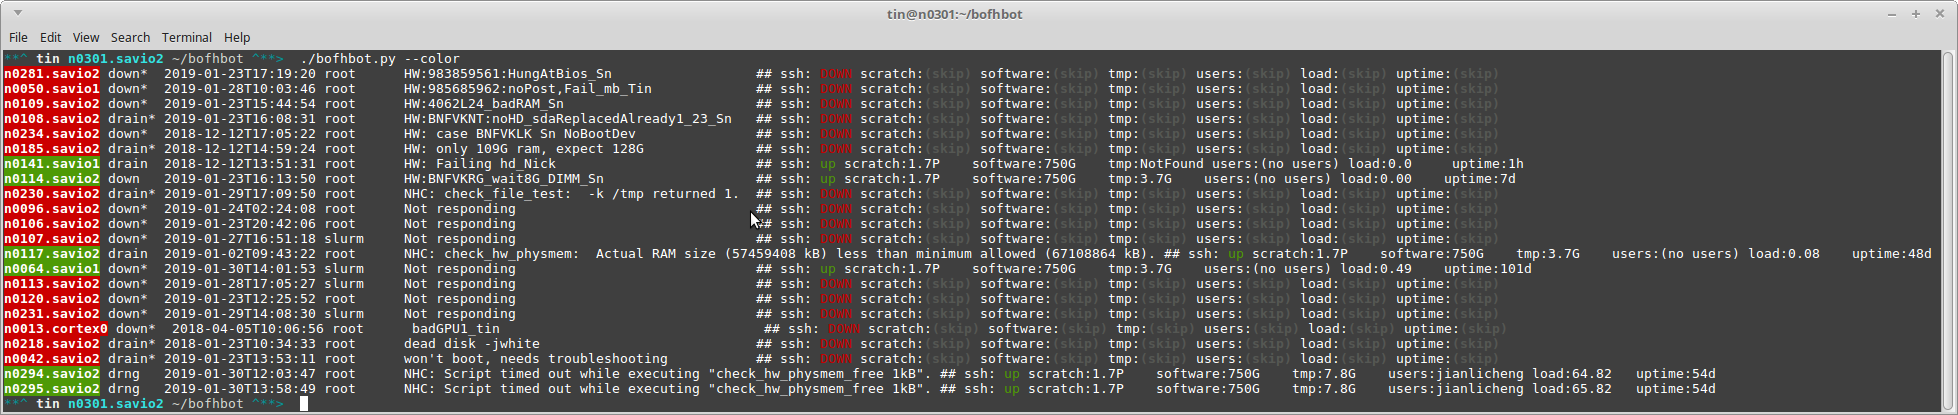 tin@n0301:~/bofhbot
File Edit View Search Terminal Help
**^ tin n0301.savio2 ~/bofhbot ^**> ./bofhbot.py --color
n0281.savio2 down* 2019-01-23T17:19:20 root HW:983859561:HungAtBios_Sn ## ssh: DOWN scratch:(skip) software:(skip) tmp:(skip) users:(skip) load:(skip) uptime:(skip)
n0050.savio1 down* 2019-01-28T10:03:46 root HW:985685962:noPost,Fail_mb_Tin ## ssh: DOWN scratch:(skip) software:(skip) tmp:(skip) users:(skip) load:(skip) uptime:(skip)
n0109.savio2 down* 2019-01-23T15:44:54 root HW:4062L24_badRAM_Sn ## ssh: DOWN scratch:(skip) software:(skip) tmp:(skip) users:(skip) load:(skip) uptime:(skip)
n0108.savio2 drain* 2019-01-23T16:08:31 root HW:BNFVKNT:noHD_sdaReplacedAlready1_23_Sn ## ssh: DOWN scratch:(skip) software:(skip) tmp:(skip) users:(skip) load:(skip) uptime:(skip)
n0234.savio2 down* 2018-12-12T17:05:22 root HW: case BNFVKLK Sn NoBootDev ## ssh: DOWN scratch:(skip) software:(skip) tmp:(skip) users:(skip) load:(skip) uptime:(skip)
n0185.savio2 drain* 2018-12-12T14:59:24 root HW: only 109G ram, expect 128G ## ssh: DOWN scratch:(skip) software:(skip) tmp:(skip) users:(skip) load:(skip) uptime:(skip)
n0141.savio1 drain 2018-12-12T13:51:31 root HW: Failing hd_Nick ## ssh: up scratch:1.7P software:750G tmp:NotFound users:(no users) load:0.0 uptime:1h
n0114.savio2 down 2019-01-23T16:13:50 root HW:BNFVKRG_wait8G_DIMM_Sn ## ssh: up scratch:1.7P software:750G tmp:3.7G users:(no users) load:0.00 uptime:7d
n0230.savio2 drain* 2019-01-29T17:09:50 root NHC: check_file_test: -k /tmp returned 1. ## ssh: DOWN scratch:(skip) software:(skip) tmp:(skip) users:(skip) load:(skip) uptime:(skip)
n0096.savio2 down* 2019-01-24T02:24:08 root Not responding ## ssh: DOWN scratch:(skip) software:(skip) tmp:(skip) users:(skip) load:(skip) uptime:(skip)
n0106.savio2 down* 2019-01-23T20:42:06 root Not responding ## ssh: DOWN scratch:(skip) software:(skip) tmp:(skip) users:(skip) load:(skip) uptime:(skip)
n0107.savio2 down* 2019-01-27T16:51:18 slurm Not responding ## ssh: DOWN scratch:(skip) software:(skip) tmp:(skip) users:(skip) load:(skip) uptime:(skip)
n0117.savio2 drain 2019-01-02T09:43:22 root NHC: check_hw_physmem: Actual RAM size (57459408 kB) less than minimum allowed (67108864 kB). ## ssh: up scratch:1.7P software:750G tmp:3.7G users:(no users) load:0.08 uptime:48d
n0064.savio1 down* 2019-01-30T14:01:53 slurm Not responding ## ssh: up scratch:1.7P software:750G tmp:3.7G users:(no users) load:0.49 uptime:101d
n0113.savio2 down* 2019-01-28T17:05:27 slurm Not responding ## ssh: DOWN scratch:(skip) software:(skip) tmp:(skip) users:(skip) load:(skip) uptime:(skip)
n0120.savio2 down* 2019-01-23T12:25:52 root Not responding ## ssh: DOWN scratch:(skip) software:(skip) tmp:(skip) users:(skip) load:(skip) uptime:(skip)
n0231.savio2 down* 2019-01-29T14:08:30 slurm Not responding ## ssh: DOWN scratch:(skip) software:(skip) tmp:(skip) users:(skip) load:(skip) uptime:(skip)
n0013.cortex0 down* 2018-04-05T10:06:56 root badGPU1_tin ## ssh: DOWN scratch:(skip) software:(skip) tmp:(skip) users:(skip) load:(skip) uptime:(skip)
n0218.savio2 drain* 2018-01-23T10:34:33 root dead disk -jwhite ## ssh: DOWN scratch:(skip) software:(skip) tmp:(skip) users:(skip) load:(skip) uptime:(skip)
n0042.savio2 drain* 2019-01-23T13:53:11 root won't boot, needs troubleshooting ## ssh: DOWN scratch:(skip) software:(skip) tmp:(skip) users:(skip) load:(skip) uptime:(skip)
n0294.savio2 drng 2019-01-30T12:03:47 root NHC: Script timed out while executing "check_hw_physmem_free 1kB". ## ssh: up scratch:1.7P software:750G tmp:7.8G users:jianlicheng load:64.82 uptime:54d
n0295.savio2 drng 2019-01-30T13:58:49 root NHC: Script timed out while executing "check_hw_physmem_free 1kB". ## ssh: up scratch:1.7P software:750G tmp:7.8G users:jianlicheng load:65.82 uptime:54d
**^ tin n0301.savio2 ~/bofhbot ^**>